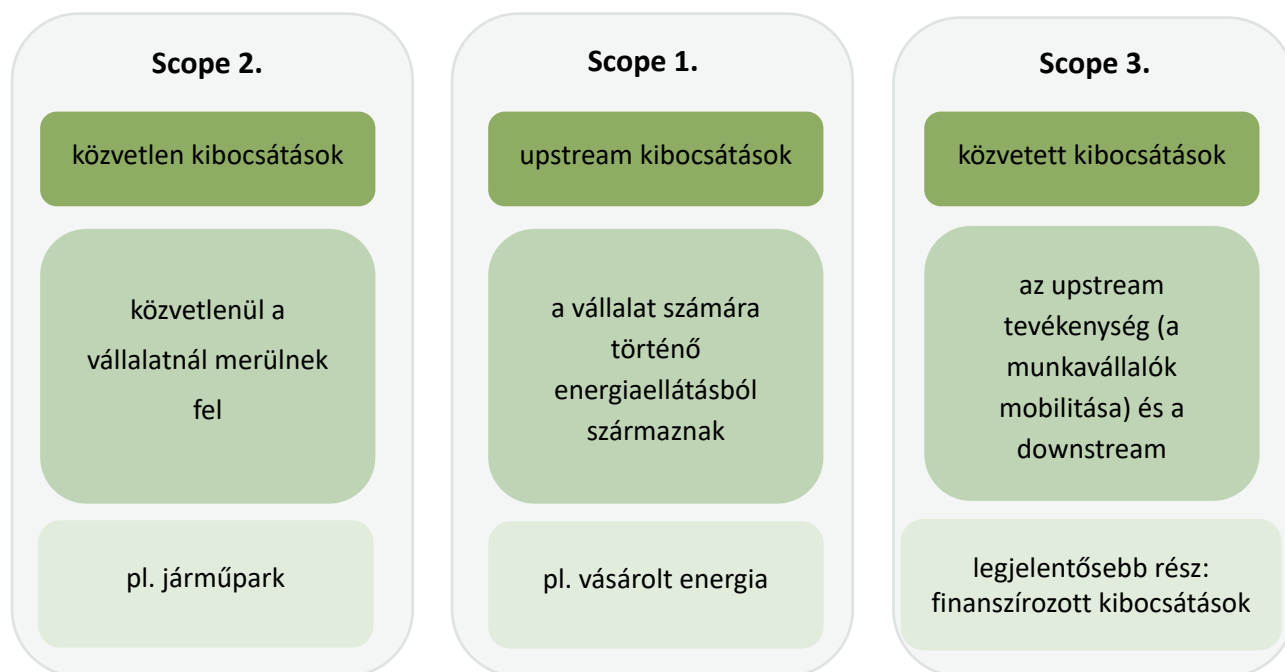 Scope 2.
közvetlen kibocsátások
közvetlenül a
vállalatnál merülnek
fel
pl. járműpark
Scope 1.
upstream kibocsátások
a vállalat számára
történő
energiaellátásból
származnak
pl. vásárolt energia
Scope 3.
közvetett kibocsátások
az upstream
tevékenység (a
munkavállalók
mobilitása) és a
downstream
legjelentősebb rész:
finanszírozott kibocsátások